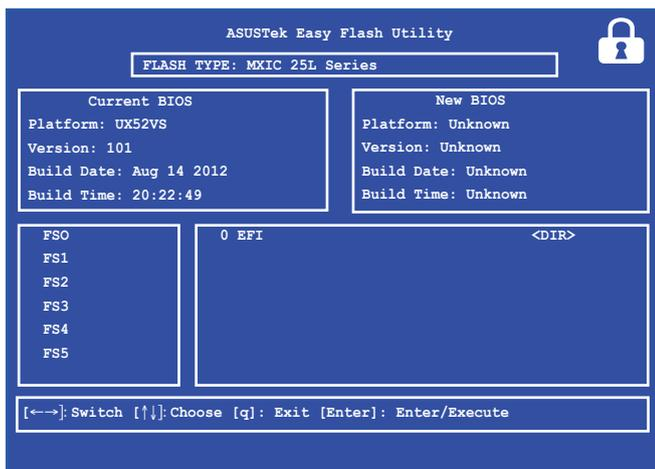 ASUSTek Easy Flash Utility
FLASH TYPE: MXIC 25L Series
Current BIOS
Platform: UX52VS
Version: 101
Build Date: Aug 14 2012
Build Time: 20:22:49
New BIOS
Platform: Unknown
Version: Unknown
Build Date: Unknown
Build Time: Unknown
FSO
FS1
FS2
FS3
FS4
FS5
0 EFI <DIR>
[←→]: Switch [↑↓]: Choose [q]: Exit [Enter]: Enter/Execute